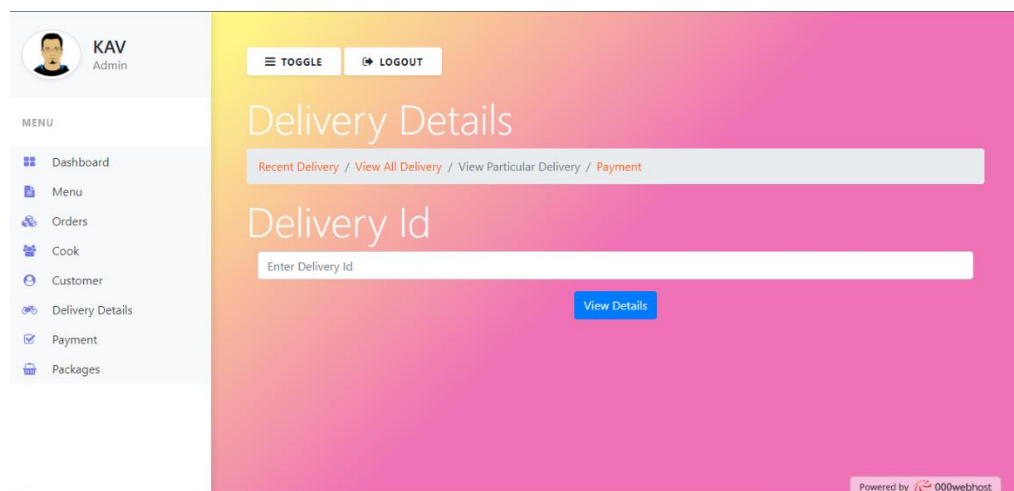 KAV
Admin
MENU
Dashboard
Menu
Orders
Cook
Customer
Delivery Details
Payment
Packages
TOGGLE
LOGOUT
Delivery Details
Recent Delivery / View All Delivery / View Particular Delivery / Payment
Delivery Id
Enter Delivery Id
View Details
Powered by 000webhost